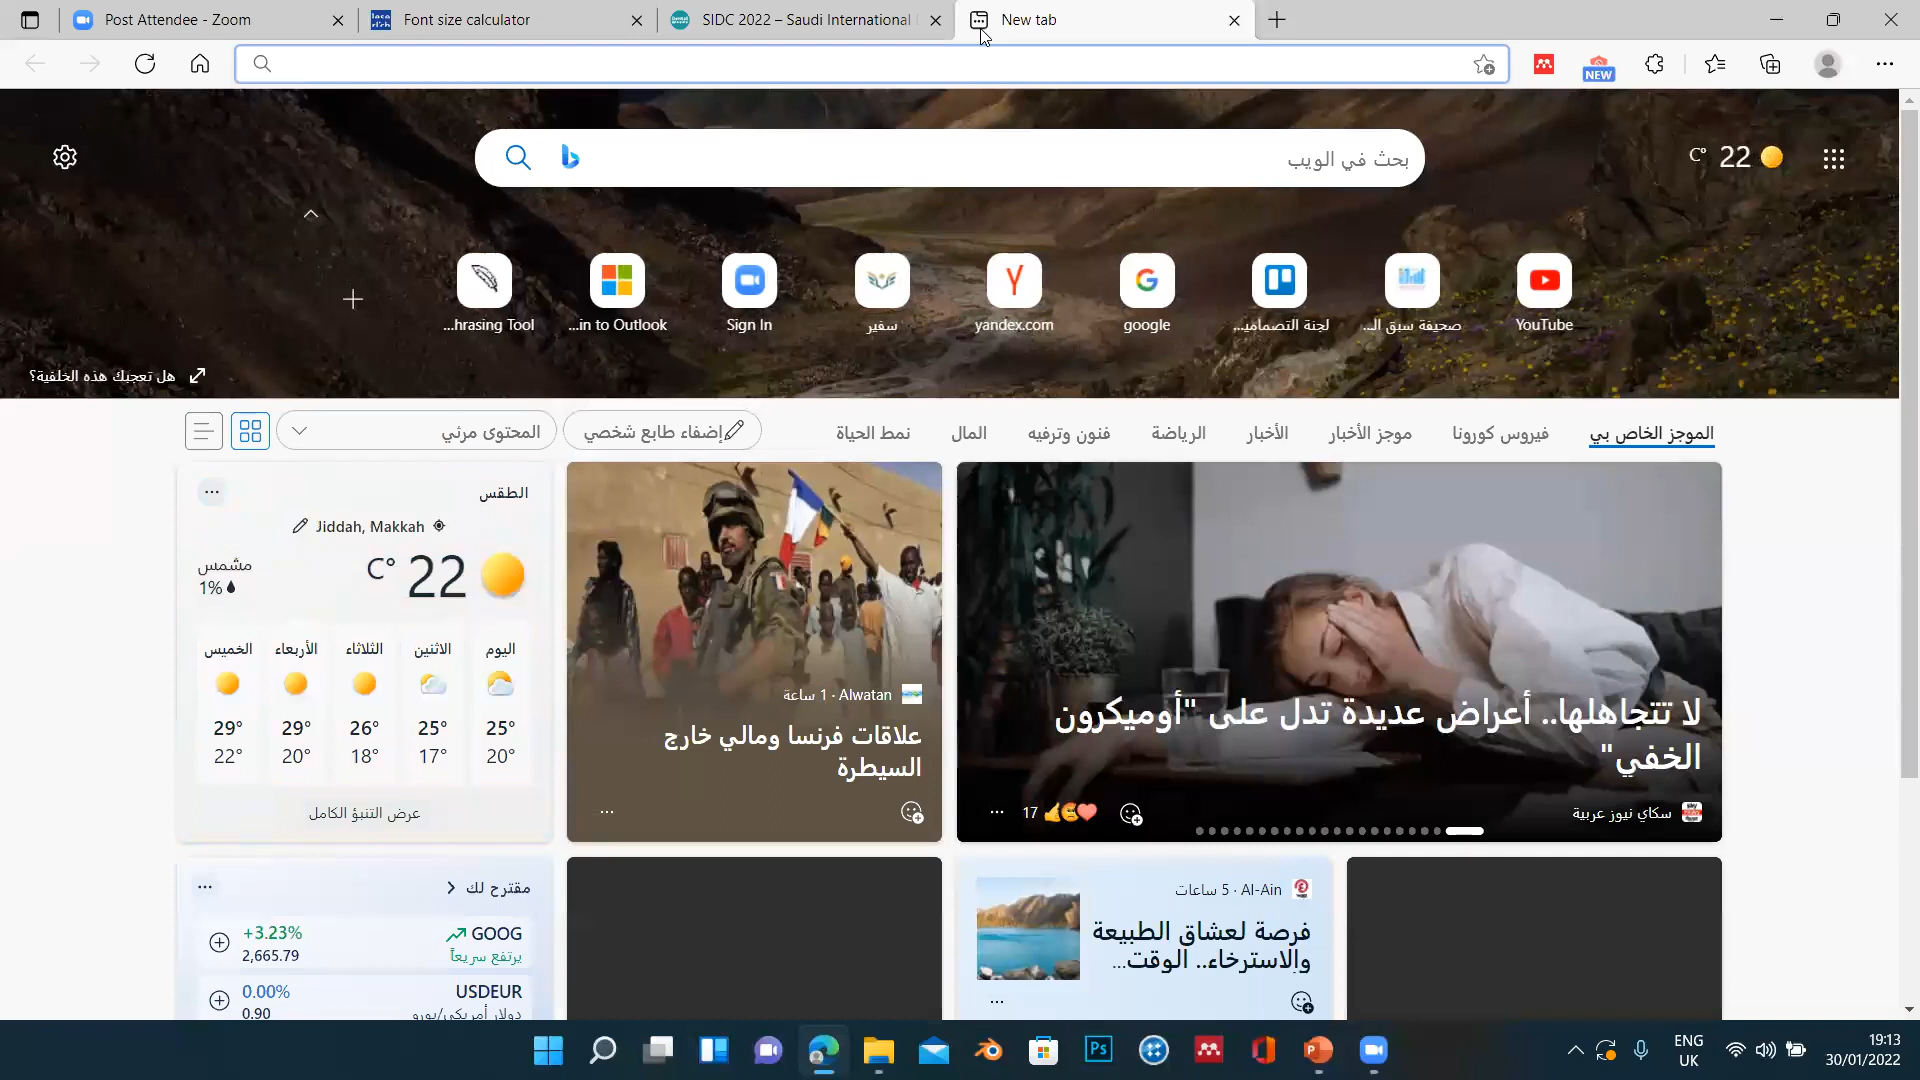 Post Attendee - Zoom
Font size calculator
SIDC 2022 – Saudi International
New tab
NEW
بحث في الويب
C° 22
...hrasing Tool
...in to Outlook
Sign In
سفير
yandex.com
google
لجنة التصماميـ...
صحيفة سبق الـ...
YouTube
هل تعجبك هذه الخلفية؟
الموجز الخاص بي
فيروس كورونا
موجز الأخبار
الأخبار
الرياضة
فنون وترفيه
المال
نمط الحياة
إضفاء طابع شخصي
المحتوى مرئي
الطقس
Jiddah, Makkah
C° 22
مشمس
1%
اليوم
الاثنين
الثلاثاء
الأربعاء
الخميس
25°
25°
26°
29°
29°
20°
17°
18°
20°
22°
عرض التنبؤ الكامل
Alwatan · 1 ساعة
علاقات فرنسا ومالي خارج
السيطرة
لا تتجاهلها.. أعراض عديدة تدل على "أوميكرون
الخفي"
سكاي نيوز عربية
17
مقترح لك
GOOG
+3.23%
يرتفع سريعاً
2,665.79
USDEUR
0.00%
دولار أمريكي/يورو
0.90
Al-Ain · 5 ساعات
فرصة لعشاق الطبيعة
والاسترخاء.. الوقت...
Ps
ENG
UK
19:13
30/01/2022